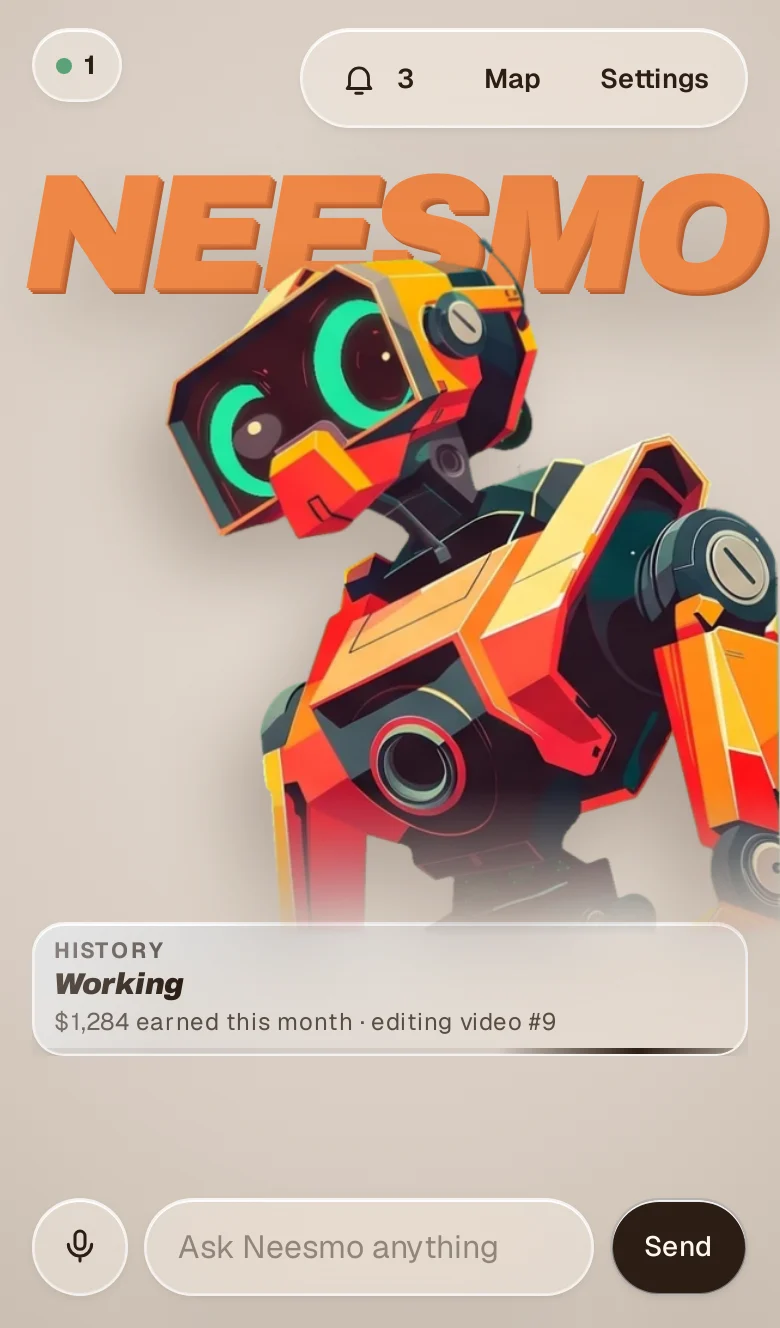 1
3 Map Settings
NEESMO
HISTORY
Working
$1,284 earned this month · editing video #9
Ask Neesmo anything
Send